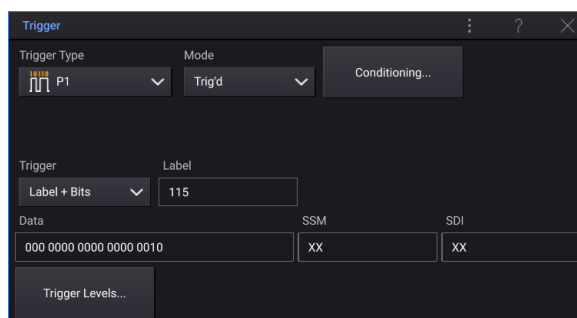 Trigger
?
Trigger Type
Mode
P1
Trig'd
Conditioning...
Trigger
Label
Label + Bits
115
Data
SSM
SDI
000 0000 0000 0000 0010
XX
XX
Trigger Levels...